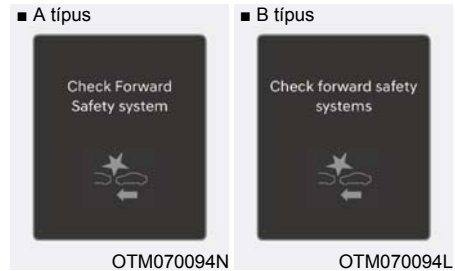 ■ A típus
Check Forward
Safety system
OTM070094N
■ B típus
Check forward safety
systems
OTM070094L